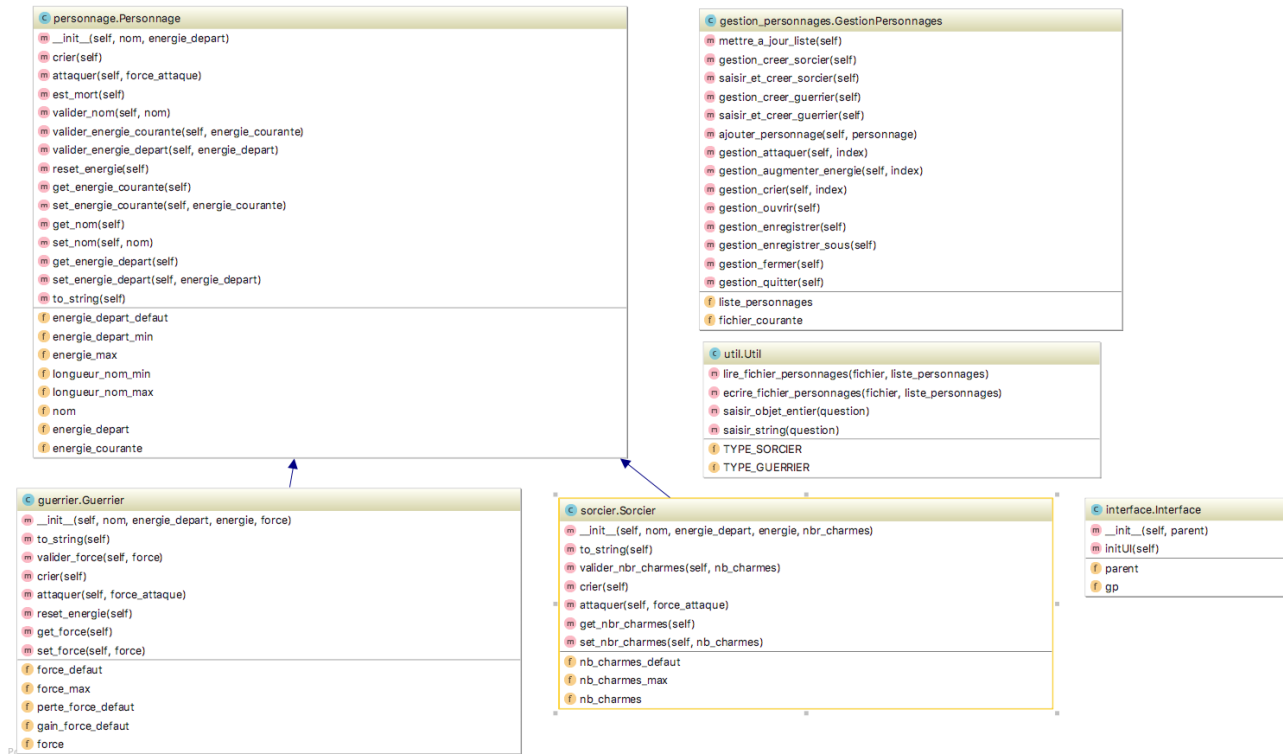 personnage.Personnage
__init__(self, nom, energie_depart)
crier(self)
attaquer(self, force_attaque)
est_mort(self)
valider_nom(self, nom)
valider_energie_courante(self, energie_courante)
valider_energie_depart(self, energie_depart)
reset_energie(self)
get_energie_courante(self)
set_energie_courante(self, energie_courante)
get_nom(self)
set_nom(self, nom)
get_energie_depart(self)
set_energie_depart(self, energie_depart)
to_string(self)
energie_depart_defaut
energie_depart_min
energie_max
longueur_nom_min
longueur_nom_max
nom
energie_depart
energie_courante
gestion_personnages.GestionPersonnages
mettre_a_jour_liste(self)
gestion_creer_sorcier(self)
saisir_et_creer_sorcier(self)
gestion_creer_guerrier(self)
saisir_et_creer_guerrier(self)
ajouter_personnage(self, personnage)
gestion_attaquer(self, index)
gestion_augmenter_energie(self, index)
gestion_crier(self, index)
gestion_ouvrir(self)
gestion_enregistrer(self)
gestion_enregistrer_sous(self)
gestion_fermer(self)
gestion_quitter(self)
liste_personnages
fichier_courante
util.Util
lire_fichier_personnages(fichier, liste_personnages)
ecrire_fichier_personnages(fichier, liste_personnages)
saisir_objet_entier(question)
saisir_string(question)
TYPE_SORCIER
TYPE_GUERRIER
guerrier.Guerrier
__init__(self, nom, energie_depart, energie, force)
to_string(self)
valider_force(self, force)
crier(self)
attaquer(self, force_attaque)
reset_energie(self)
get_force(self)
set_force(self, force)
force_defaut
force_max
perte_force_defaut
gain_force_defaut
force
sorcier.Sorcier
__init__(self, nom, energie_depart, energie, nbr_charmes)
to_string(self)
valider_nbr_charmes(self, nb_charmes)
crier(self)
attaquer(self, force_attaque)
get_nbr_charmes(self)
set_nbr_charmes(self, nb_charmes)
nb_charmes_defaut
nb_charmes_max
nb_charmes
interface.Interface
__init__(self, parent)
initUI(self)
parent
gp